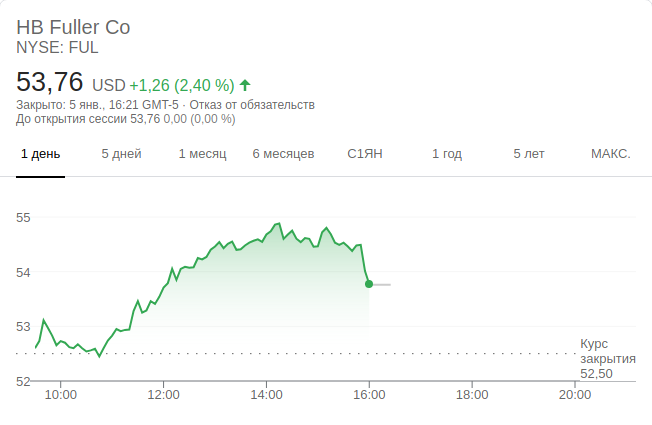 HB Fuller Co
NYSE: FUL
53,76 USD +1,26 (2,40 %)
Закрыто: 5 янв., 16:21 GMT-5 · Отказ от обязательств
До открытия сессии 53,76 0,00 (0,00 %)
1 день 5 дней 1 месяц 6 месяцев С1ЯН 1 год 5 лет МАКС.
55
54
53
Курс
закрытия
52,50
52
10:00 12:00 14:00 16:00 18:00 20:00